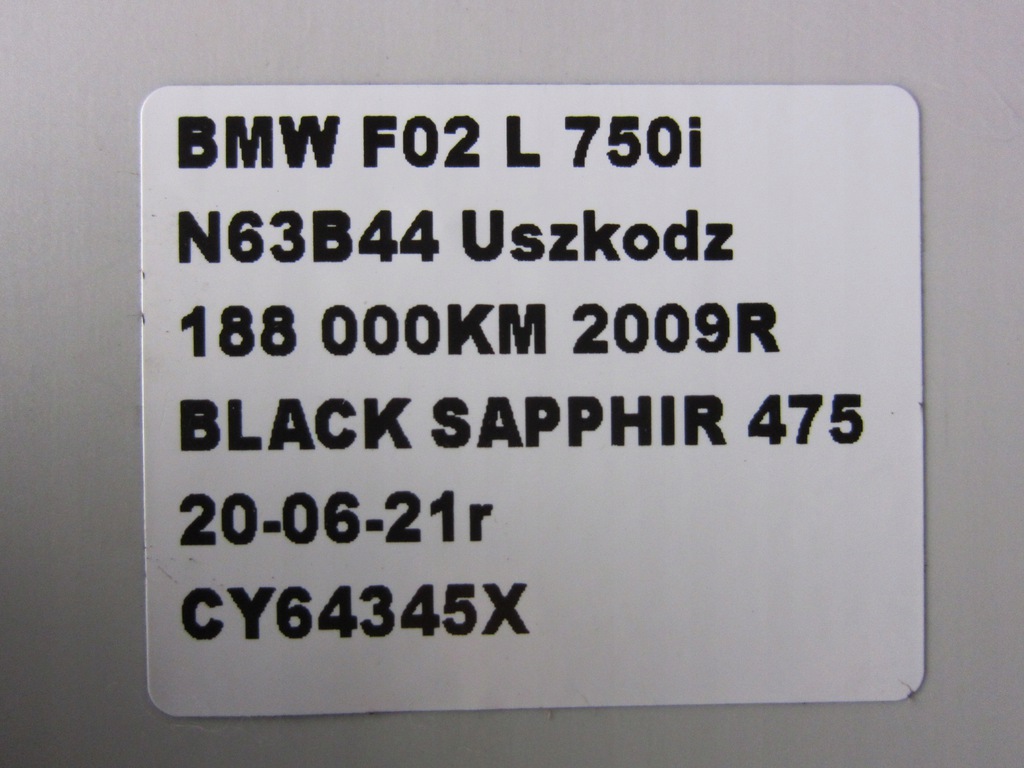 BMW F02 L 750i
N63B44 Uszkodz
188 000KM 2009R
BLACK SAPPHIR 475
20-06-21r
CY64345X